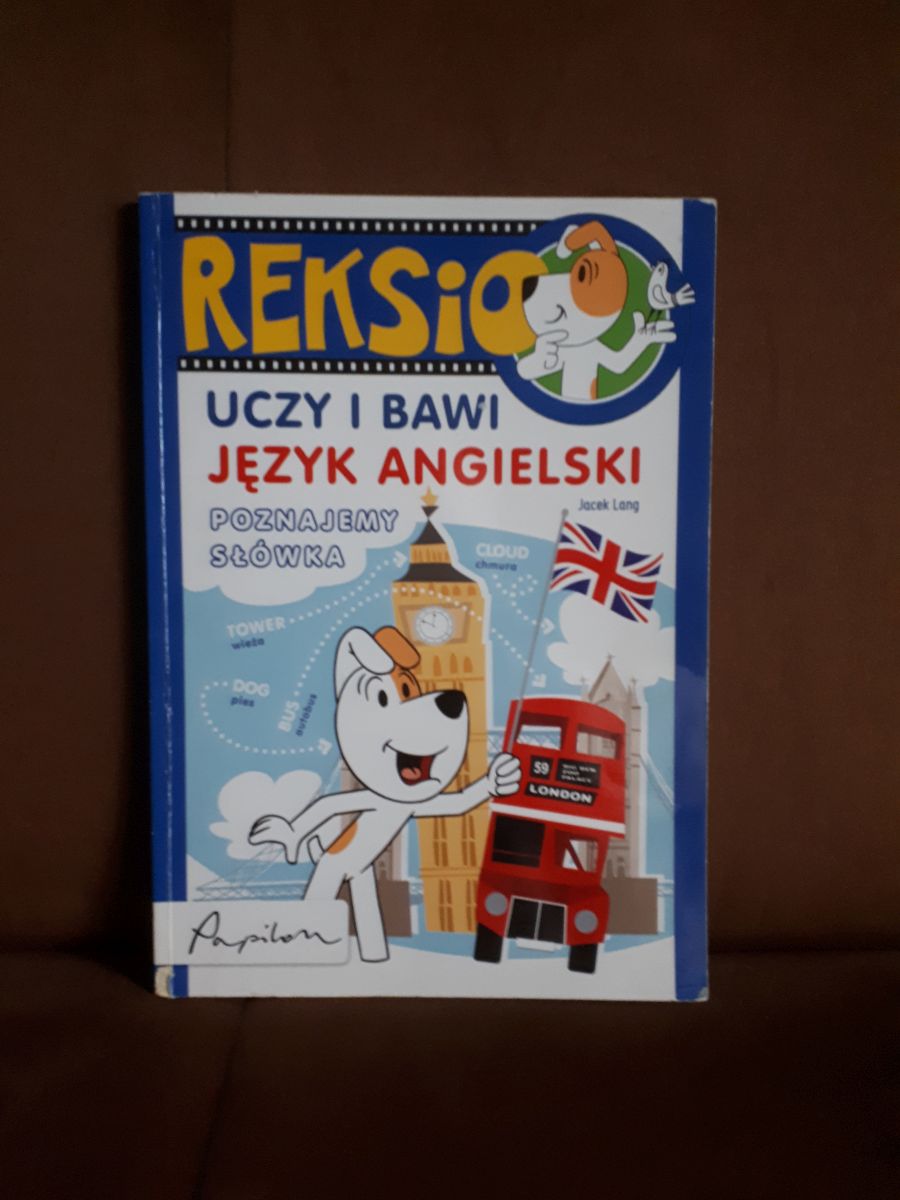 REKSiO
UCZY I BAWI
JĘZYK ANGIELSKI
Jacek Lang
POZNAJEMY
SŁÓWKA
CLOUD
chmura
TOWER
wieża
DOG
pies
BUS
autobus
59
LONDON
Papilon